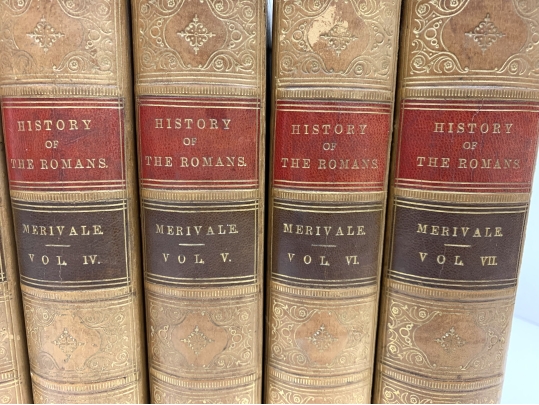 HISTORY
OF
THE ROMANS.
MERIVALE.
VOL. IV.
HISTORY
OF
THE ROMANS.
MERIVALE.
VOL. V.
HISTORY
OF
THE ROMANS.
MERIVALE.
VOL. VI.
HISTORY
OF
THE ROMANS.
MERIVALE.
VOL. VII.